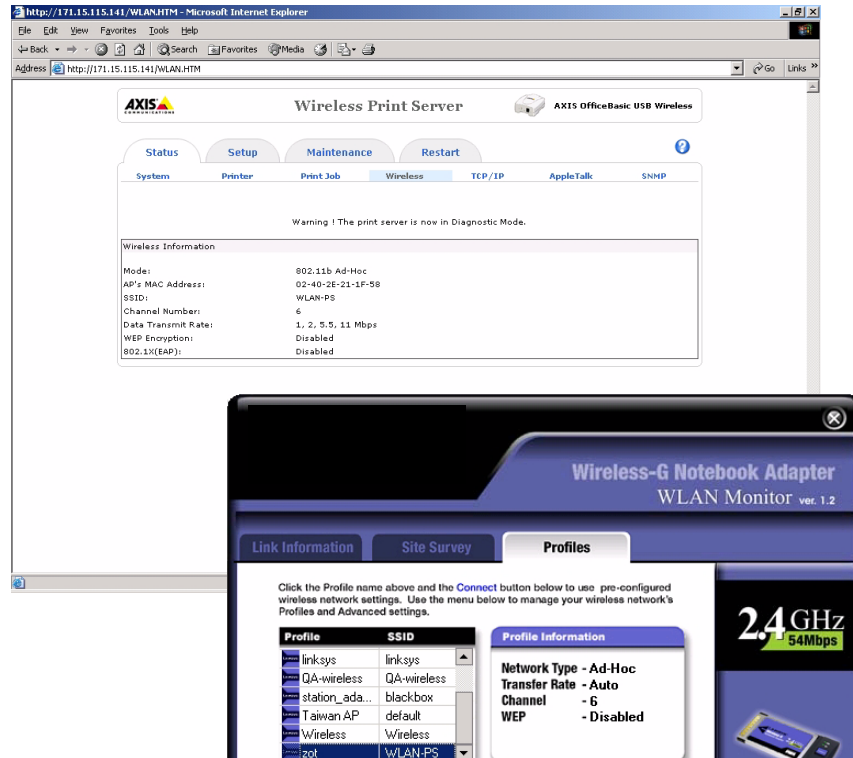 http://171.15.115.141/WLAN.HTM - Microsoft Internet Explorer
File Edit View Favorites Tools Help
Back Search Favorites Media
Address http://171.15.115.141/WLAN.HTM Go Links »
AXIS COMMUNICATIONS Wireless Print Server AXIS OfficeBasic USB Wireless
Status Setup Maintenance Restart ?
System Printer Print Job Wireless TCP/IP AppleTalk SNMP
Warning ! The print server is now in Diagnostic Mode.
Wireless Information
Mode: 802.11b Ad-Hoc
AP's MAC Address: 02-40-2E-21-1F-58
SSID: WLAN-PS
Channel Number: 6
Data Transmit Rate: 1, 2, 5.5, 11 Mbps
WEP Encryption: Disabled
802.1X(EAP): Disabled
Wireless-G Notebook Adapter
WLAN Monitor ver. 1.2
Link Information Site Survey Profiles
Click the Profile name above and the Connect button below to use pre-configured
wireless network settings. Use the menu below to manage your wireless network's
Profiles and Advanced settings.
Profile SSID
linksys linksys
QA-wireless QA-wireless
station_ada... blackbox
Taiwan AP default
Wireless Wireless
zot WLAN-PS
Profile Information
Network Type - Ad-Hoc
Transfer Rate - Auto
Channel - 6
WEP - Disabled
2.4 GHz
54Mbps